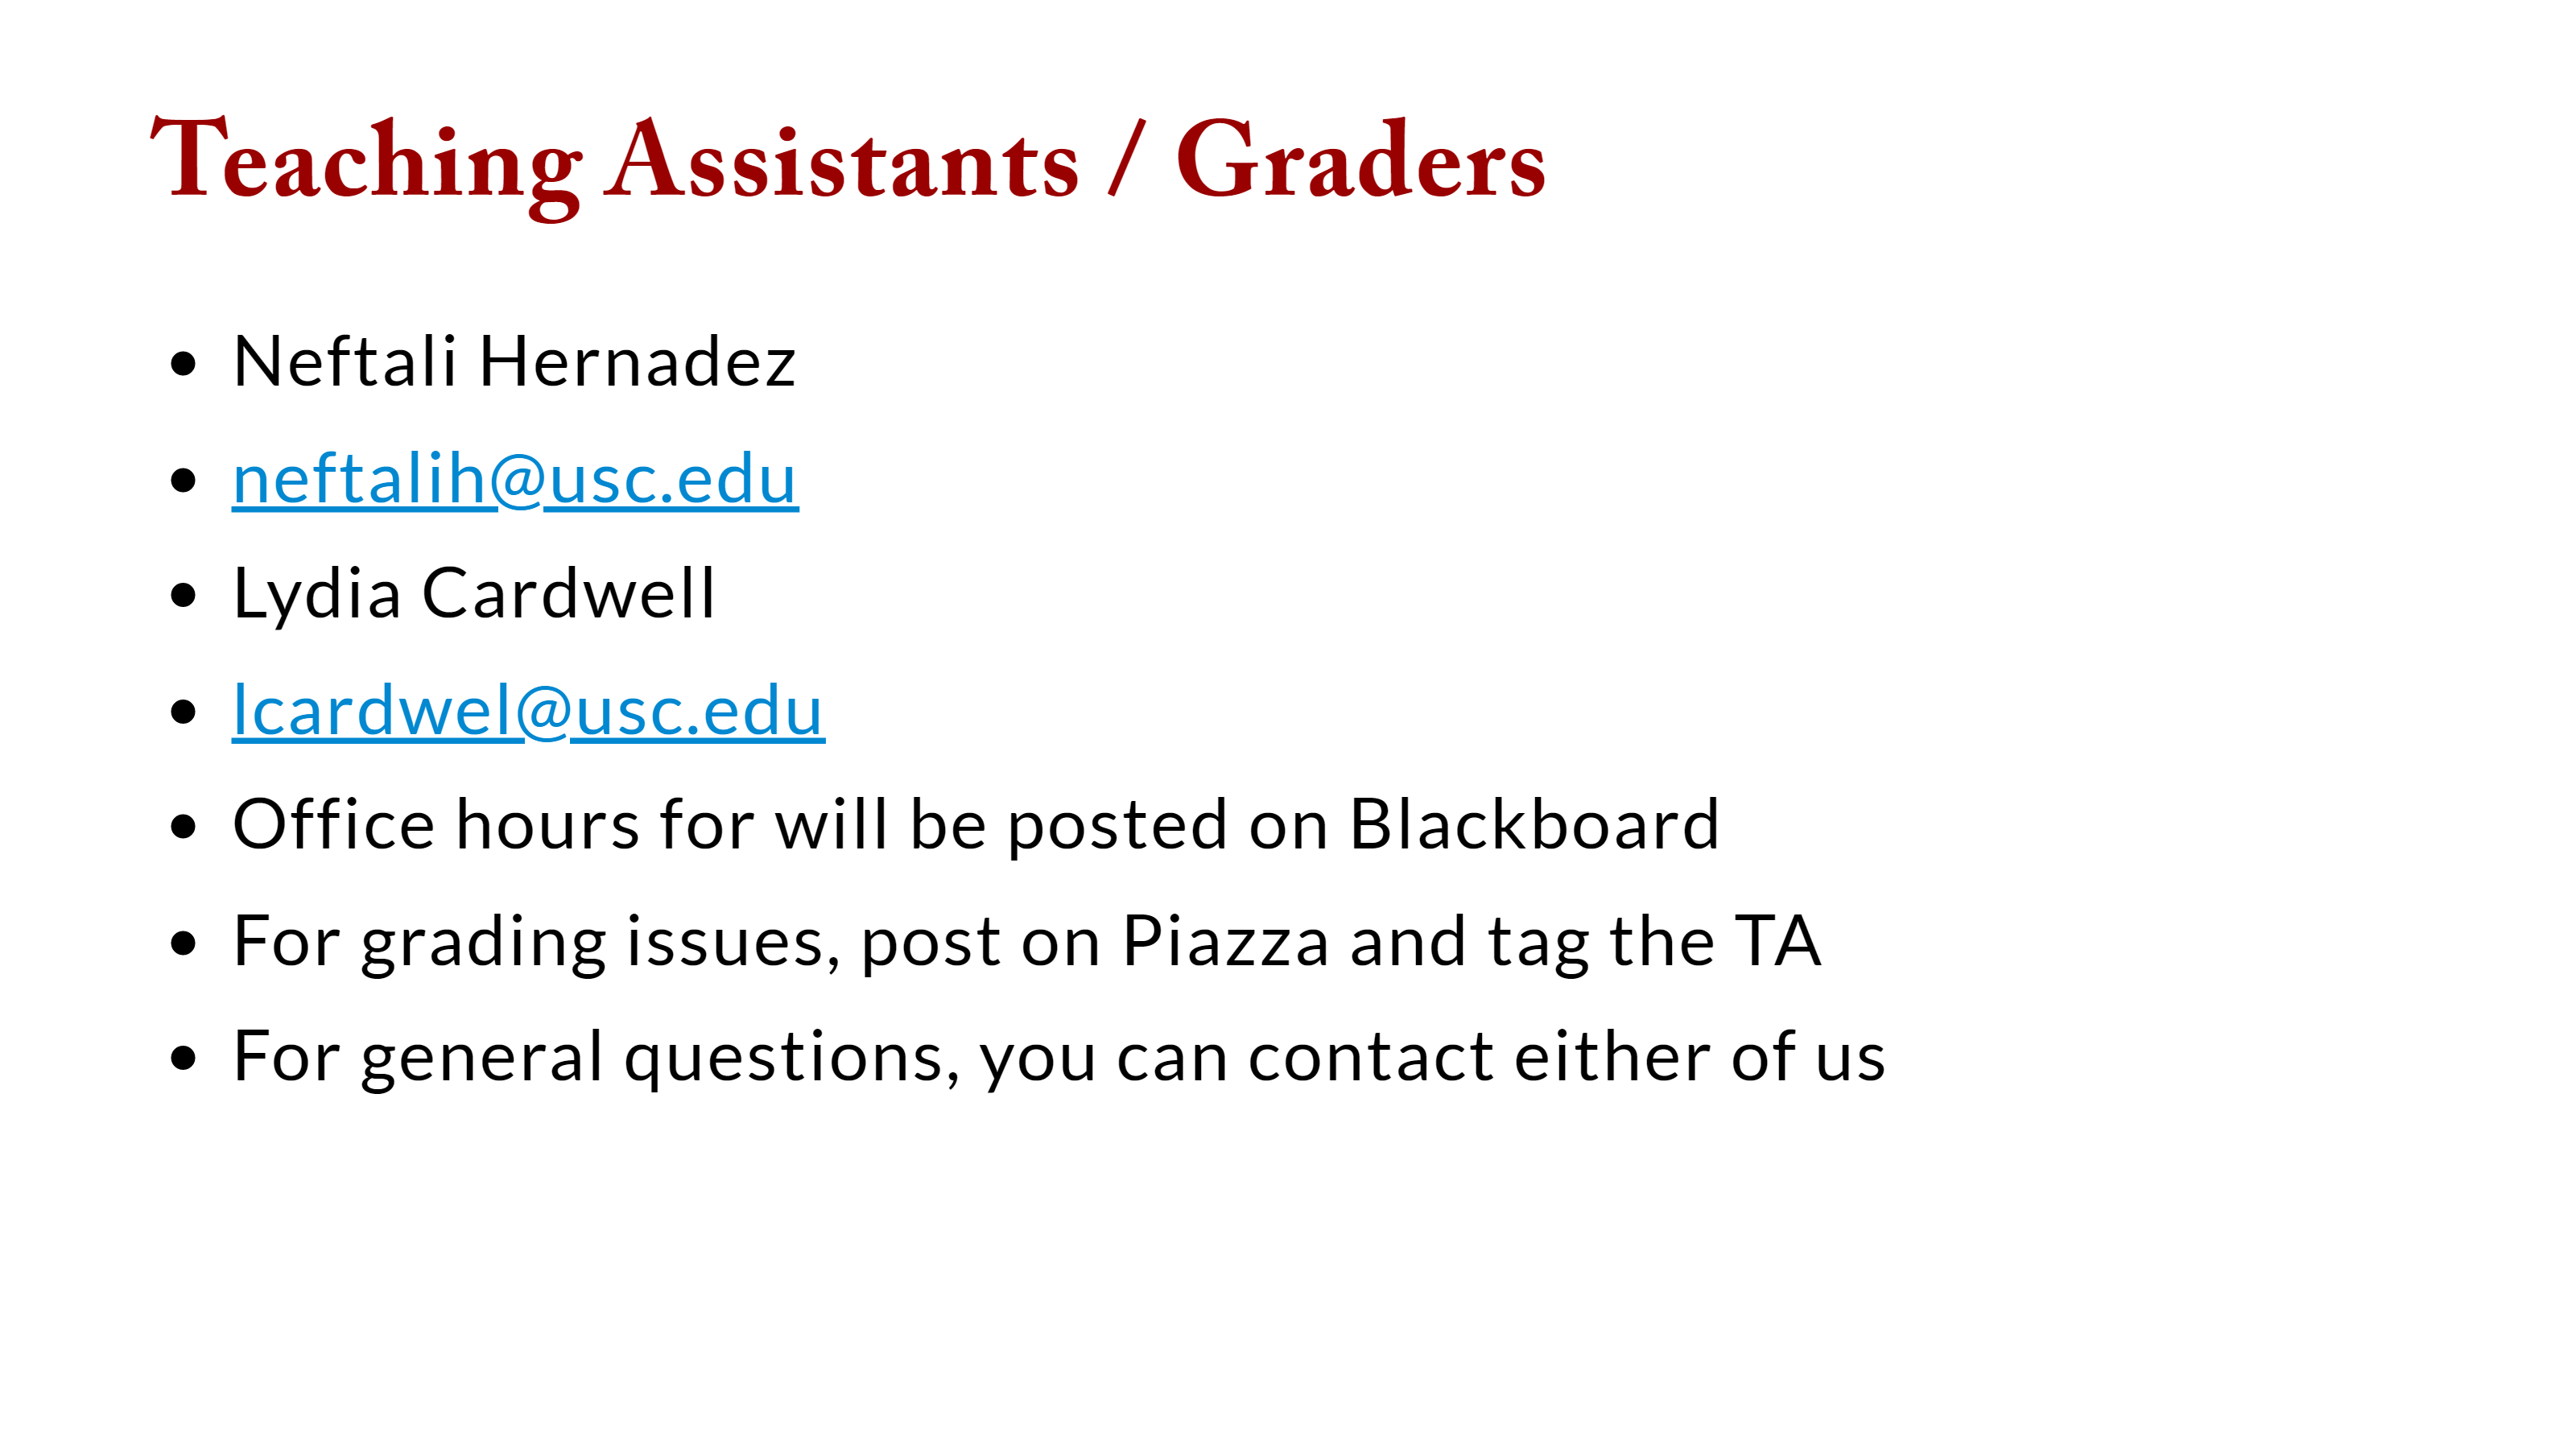 Teaching Assistants / Graders
• Neftali Hernadez
• neftalih@usc.edu
• Lydia Cardwell
• lcardwel@usc.edu
• Office hours for will be posted on Blackboard
• For grading issues, post on Piazza and tag the TA
• For general questions, you can contact either of us